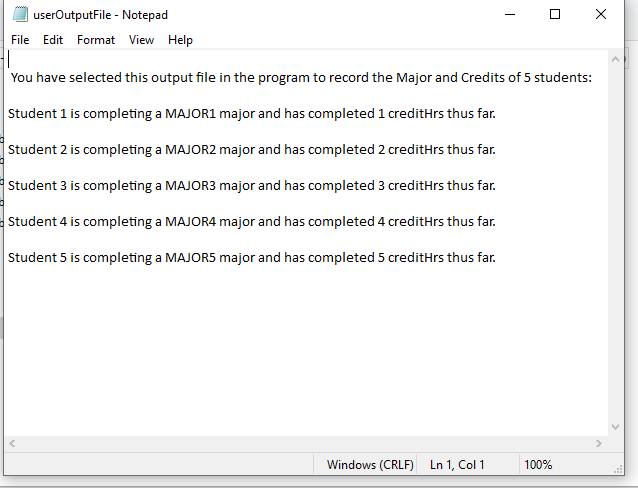 userOutputFile - Notepad
File Edit Format View Help
You have selected this output file in the program to record the Major and Credits of 5 students:
Student 1 is completing a MAJOR1 major and has completed 1 creditHrs thus far.
Student 2 is completing a MAJOR2 major and has completed 2 creditHrs thus far.
Student 3 is completing a MAJOR3 major and has completed 3 creditHrs thus far.
Student 4 is completing a MAJOR4 major and has completed 4 creditHrs thus far.
Student 5 is completing a MAJOR5 major and has completed 5 creditHrs thus far.
Windows (CRLF) Ln 1, Col 1 100%